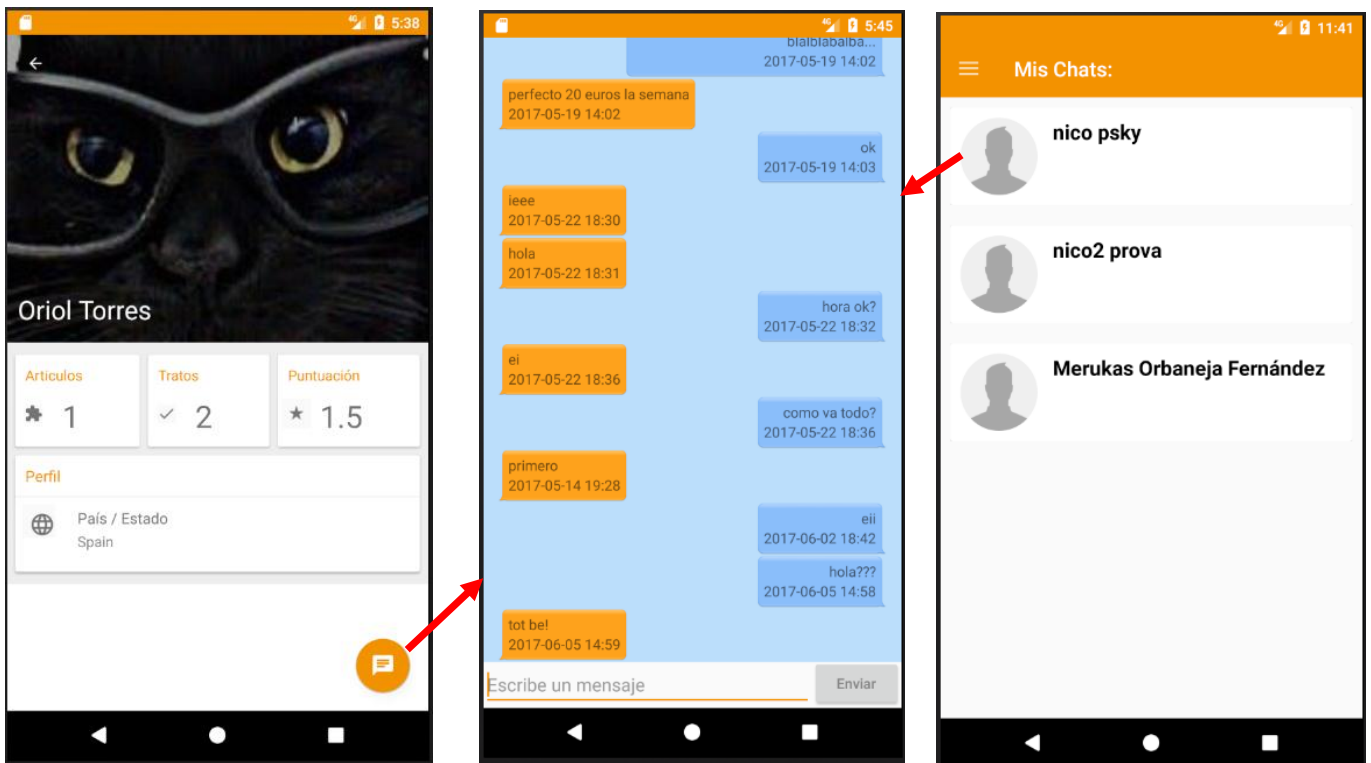 5:38
Oriol Torres
Articulos
Tratos
Puntuación
1
2
1.5
Perfil
País / Estado
Spain
4G
5:45
blalblabalba...
2017-05-19 14:02
perfecto 20 euros la semana
2017-05-19 14:02
ok
2017-05-19 14:03
ieee
2017-05-22 18:30
hola
2017-05-22 18:31
hora ok?
2017-05-22 18:32
ei
2017-05-22 18:36
como va todo?
2017-05-22 18:36
primero
2017-05-14 19:28
eii
2017-06-02 18:42
hola???
2017-06-05 14:58
tot be!
2017-06-05 14:59
Escribe un mensaje
Enviar
4G
11:41
Mis Chats:
nico psky
nico2 prova
Merukas Orbaneja Fernández